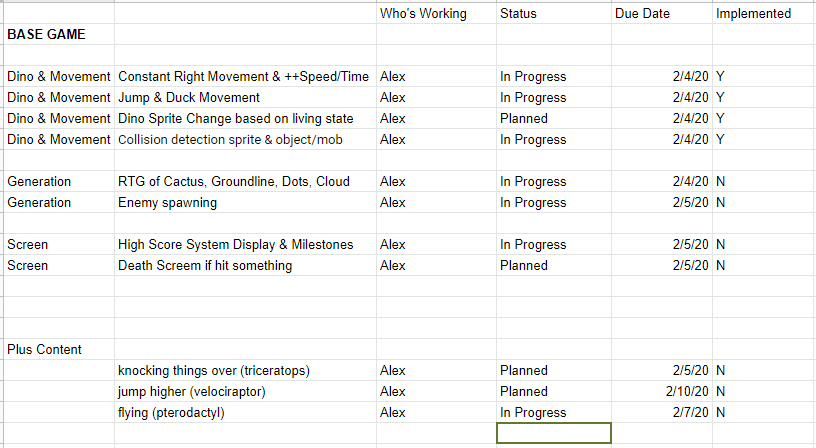 Who's Working Status Due Date Implemented
BASE GAME
Dino & Movement Constant Right Movement & ++Speed/Time Alex In Progress 2/4/20 Y
Dino & Movement Jump & Duck Movement Alex In Progress 2/4/20 Y
Dino & Movement Dino Sprite Change based on living state Alex Planned 2/4/20 Y
Dino & Movement Collision detection sprite & object/mob Alex In Progress 2/4/20 Y
Generation RTG of Cactus, Groundline, Dots, Cloud Alex In Progress 2/4/20 N
Generation Enemy spawning Alex In Progress 2/5/20 N
Screen High Score System Display & Milestones Alex In Progress 2/5/20 N
Screen Death Screem if hit something Alex Planned 2/5/20 N
Plus Content
knocking things over (triceratops) Alex Planned 2/5/20 N
jump higher (velociraptor) Alex Planned 2/10/20 N
flying (pterodactyl) Alex In Progress 2/7/20 N